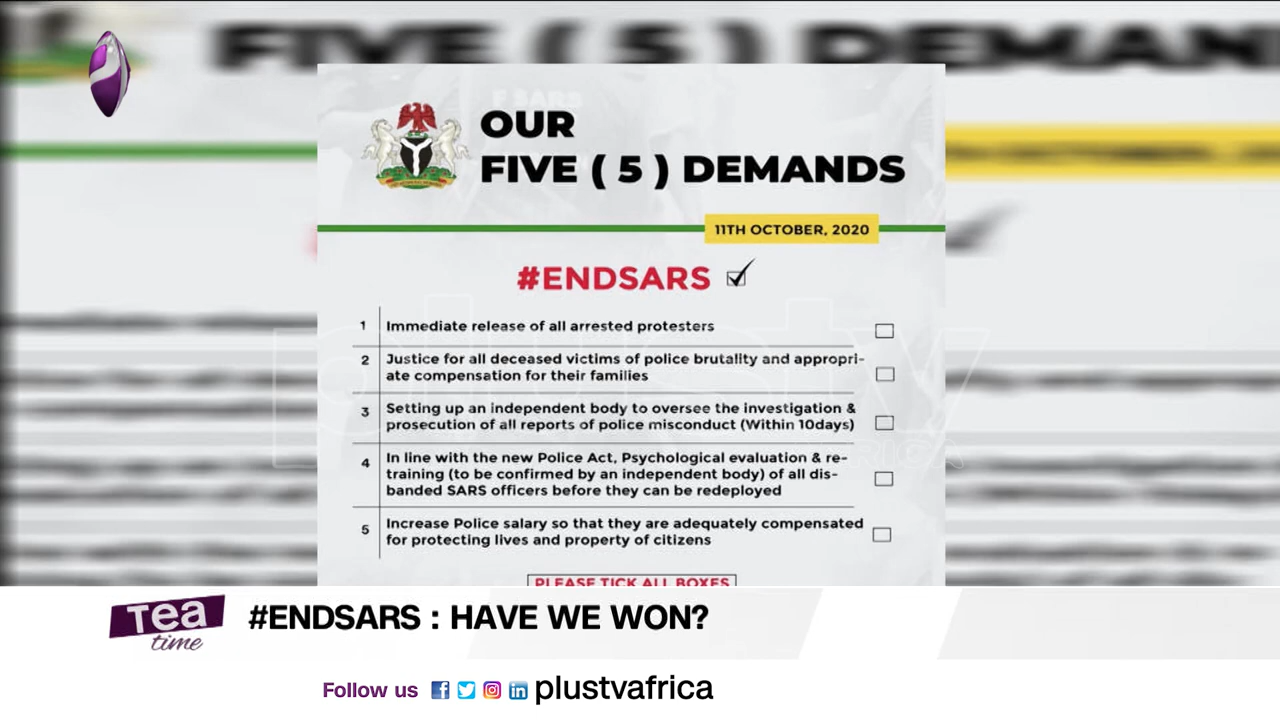 FIVE ( 5 ) DEMAN
OUR
FIVE ( 5 ) DEMANDS
11TH OCTOBER, 2020
#ENDSARS
1 Immediate release of all arrested protesters
2 Justice for all deceased victims of police brutality and appropri-
ate compensation for their families
3 Setting up an independent body to oversee the investigation &
prosecution of all reports of police misconduct (Within 10days)
4 In line with the new Police Act, Psychological evaluation & re-
training (to be confirmed by an independent body) of all dis-
banded SARS officers before they can be redeployed
5 Increase Police salary so that they are adequately compensated
for protecting lives and property of citizens
PLEASE TICK ALL BOXES
plustv
AFRICA
Tea
time
#ENDSARS : HAVE WE WON?
Follow us plustvafrica